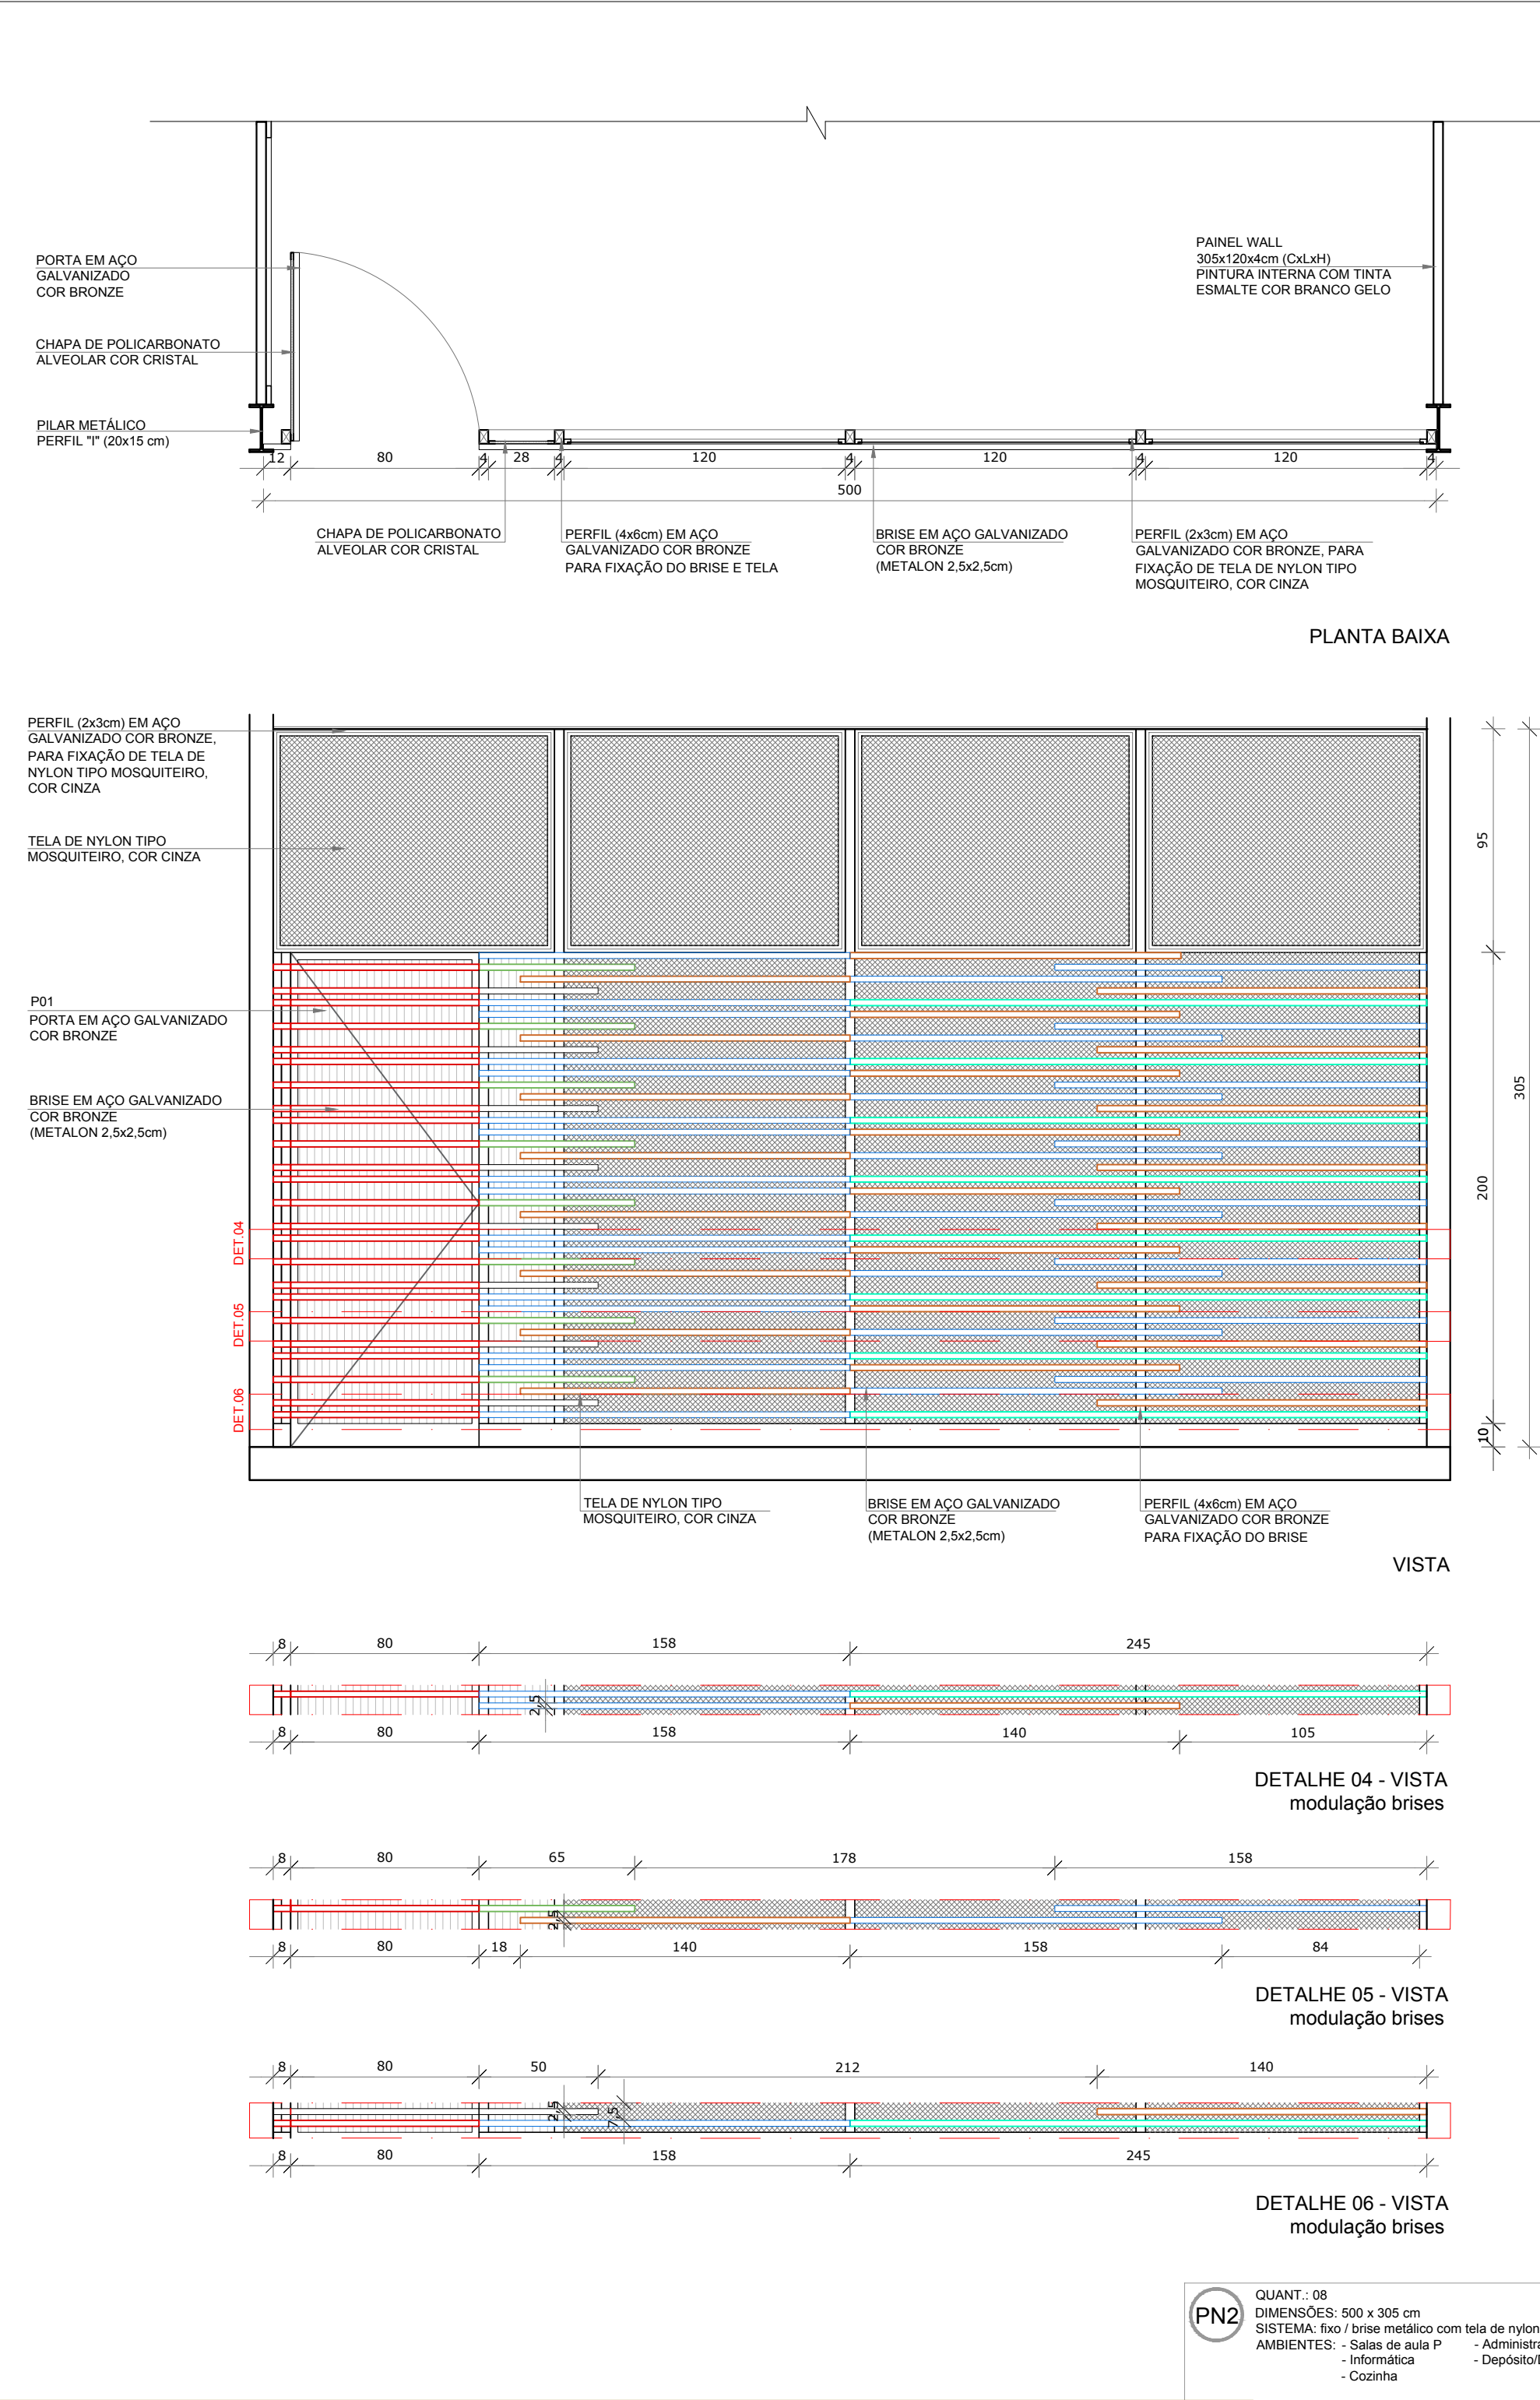 PORTA EM AÇO
GALVANIZADO
COR BRONZE
CHAPA DE POLICARBONATO
ALVEOLAR COR CRISTAL
PILAR METÁLICO
PERFIL "I" (20x15 cm)
PAINEL WALL
305x120x4cm (CxLxH)
PINTURA INTERNA COM TINTA
ESMALTE COR BRANCO GELO
12 80 4 28 4 120 4 120 4 120 4
500
CHAPA DE POLICARBONATO
ALVEOLAR COR CRISTAL
PERFIL (4x6cm) EM AÇO
GALVANIZADO COR BRONZE
PARA FIXAÇÃO DO BRISE E TELA
BRISE EM AÇO GALVANIZADO
COR BRONZE
(METALON 2,5x2,5cm)
PERFIL (2x3cm) EM AÇO
GALVANIZADO COR BRONZE, PARA
FIXAÇÃO DE TELA DE NYLON TIPO
MOSQUITEIRO, COR CINZA
PLANTA BAIXA
PERFIL (2x3cm) EM AÇO
GALVANIZADO COR BRONZE,
PARA FIXAÇÃO DE TELA DE
NYLON TIPO MOSQUITEIRO,
COR CINZA
TELA DE NYLON TIPO
MOSQUITEIRO, COR CINZA
P01
PORTA EM AÇO GALVANIZADO
COR BRONZE
BRISE EM AÇO GALVANIZADO
COR BRONZE
(METALON 2,5x2,5cm)
DET.04
DET.05
DET.06
95
305
200
10
TELA DE NYLON TIPO
MOSQUITEIRO, COR CINZA
BRISE EM AÇO GALVANIZADO
COR BRONZE
(METALON 2,5x2,5cm)
PERFIL (4x6cm) EM AÇO
GALVANIZADO COR BRONZE
PARA FIXAÇÃO DO BRISE
VISTA
8 80 158 245
2,5
8 80 158 140 105
DETALHE 04 - VISTA
modulação brises
8 80 65 178 158
2,5
8 80 18 140 158 84
DETALHE 05 - VISTA
modulação brises
8 80 50 212 140
2,5 7,5
8 80 158 245
DETALHE 06 - VISTA
modulação brises
PN2
QUANT.: 08
DIMENSÕES: 500 x 305 cm
SISTEMA: fixo / brise metálico com tela de nylon
AMBIENTES: - Salas de aula P - Administra
- Informática - Depósito/
- Cozinha